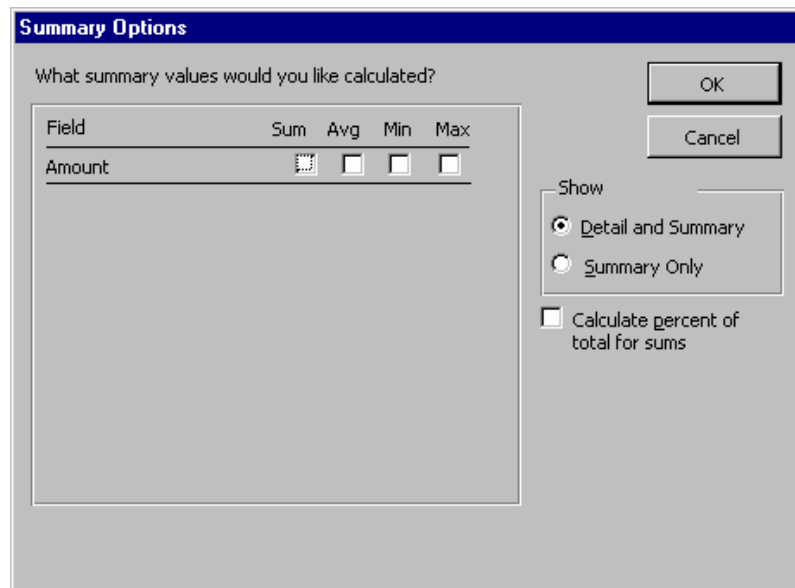 Summary Options
What summary values would you like calculated?
Field Sum Avg Min Max
Amount
OK
Cancel
Show
Detail and Summary
Summary Only
Calculate percent of
total for sums